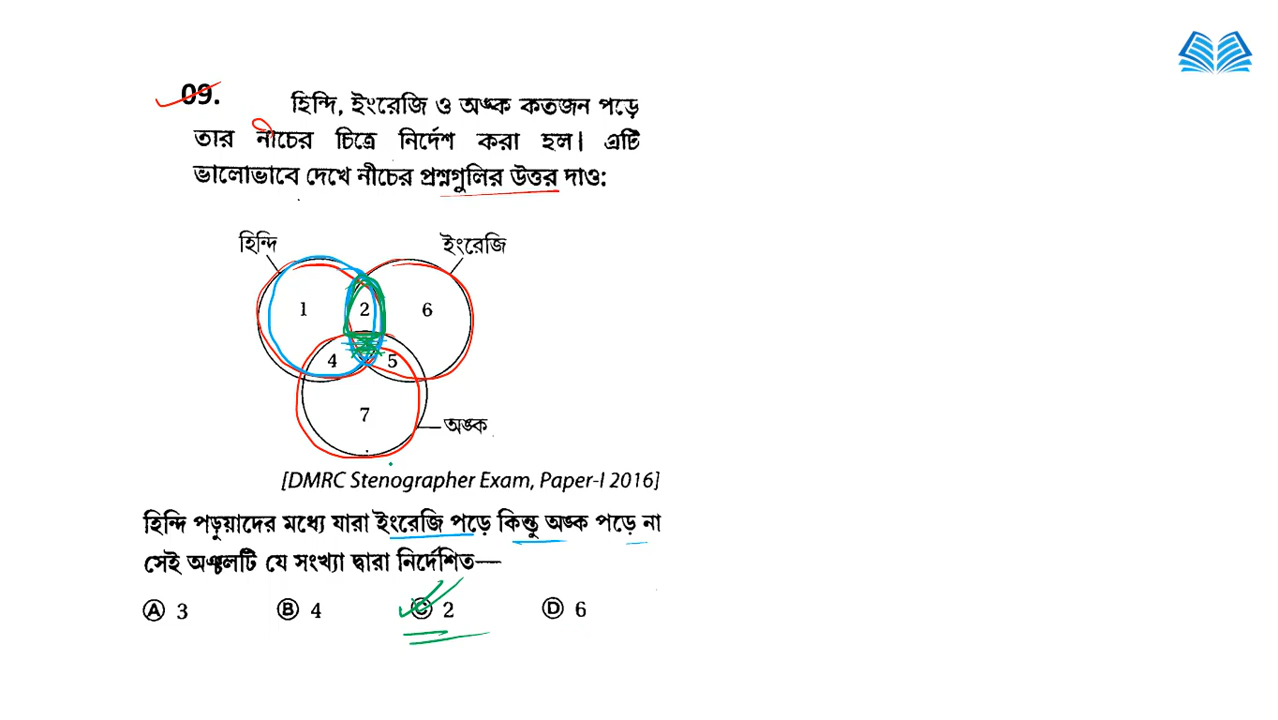 09.
হিন্দি, ইংরেজি ও অঙ্ক কতজন পড়ে
তার নীচের চিত্রে নির্দেশ করা হল। এটি
ভালোভাবে দেখে নীচের প্রশ্নগুলির উত্তর দাও:
হিন্দি ইংরেজি
1 2 6
4 5
7
অঙ্ক
[DMRC Stenographer Exam, Paper-I 2016]
হিন্দি পড়ুয়াদের মধ্যে যারা ইংরেজি পড়ে কিন্তু অঙ্ক পড়ে না
সেই অঞ্চলটি যে সংখ্যা দ্বারা নির্দেশিত—
Ⓐ 3 Ⓑ 4 Ⓒ 2 Ⓓ 6